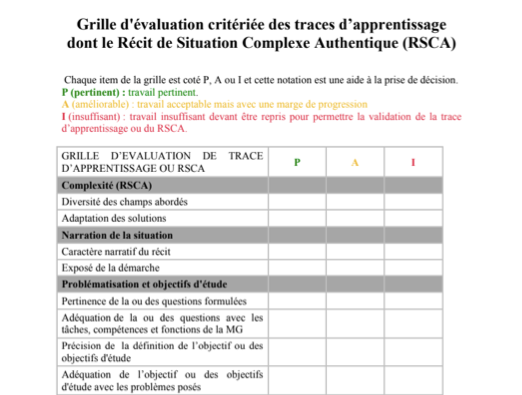 Grille d'évaluation critériée des traces d’apprentissage
dont le Récit de Situation Complexe Authentique (RSCA)
Chaque item de la grille est coté P, A ou I et cette notation est une aide à la prise de décision.
P (pertinent) : travail pertinent.
A (améliorable) : travail acceptable mais avec une marge de progression
I (insuffisant) : travail insuffisant devant être repris pour permettre la validation de la trace
d’apprentissage ou du RSCA.
GRILLE D’EVALUATION DE TRACE
D’APPRENTISSAGE OU RSCA
P A I
Complexité (RSCA)
Diversité des champs abordés
Adaptation des solutions
Narration de la situation
Caractère narratif du récit
Exposé de la démarche
Problématisation et objectifs d’étude
Pertinence de la ou des questions formulées
Adéquation de la ou des questions avec les
tâches, compétences et fonctions de la MG
Précision de la définition de l’objectif ou des
objectifs d'étude
Adéquation de l’objectif ou des objectifs
d'étude avec les problèmes posés